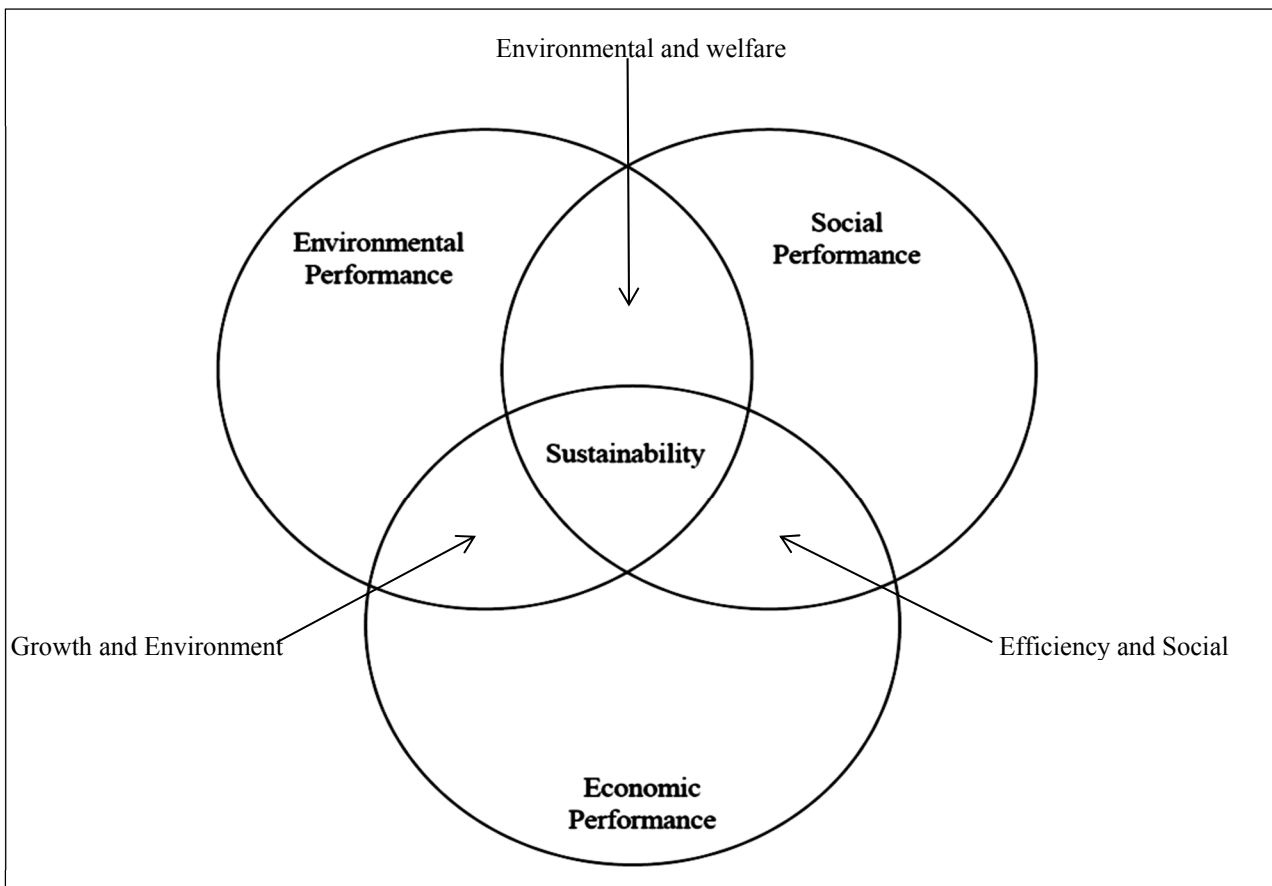 Environmental and welfare
Environmental
Performance
Social
Performance
Sustainability
Growth and Environment
Efficiency and Social
Economic
Performance